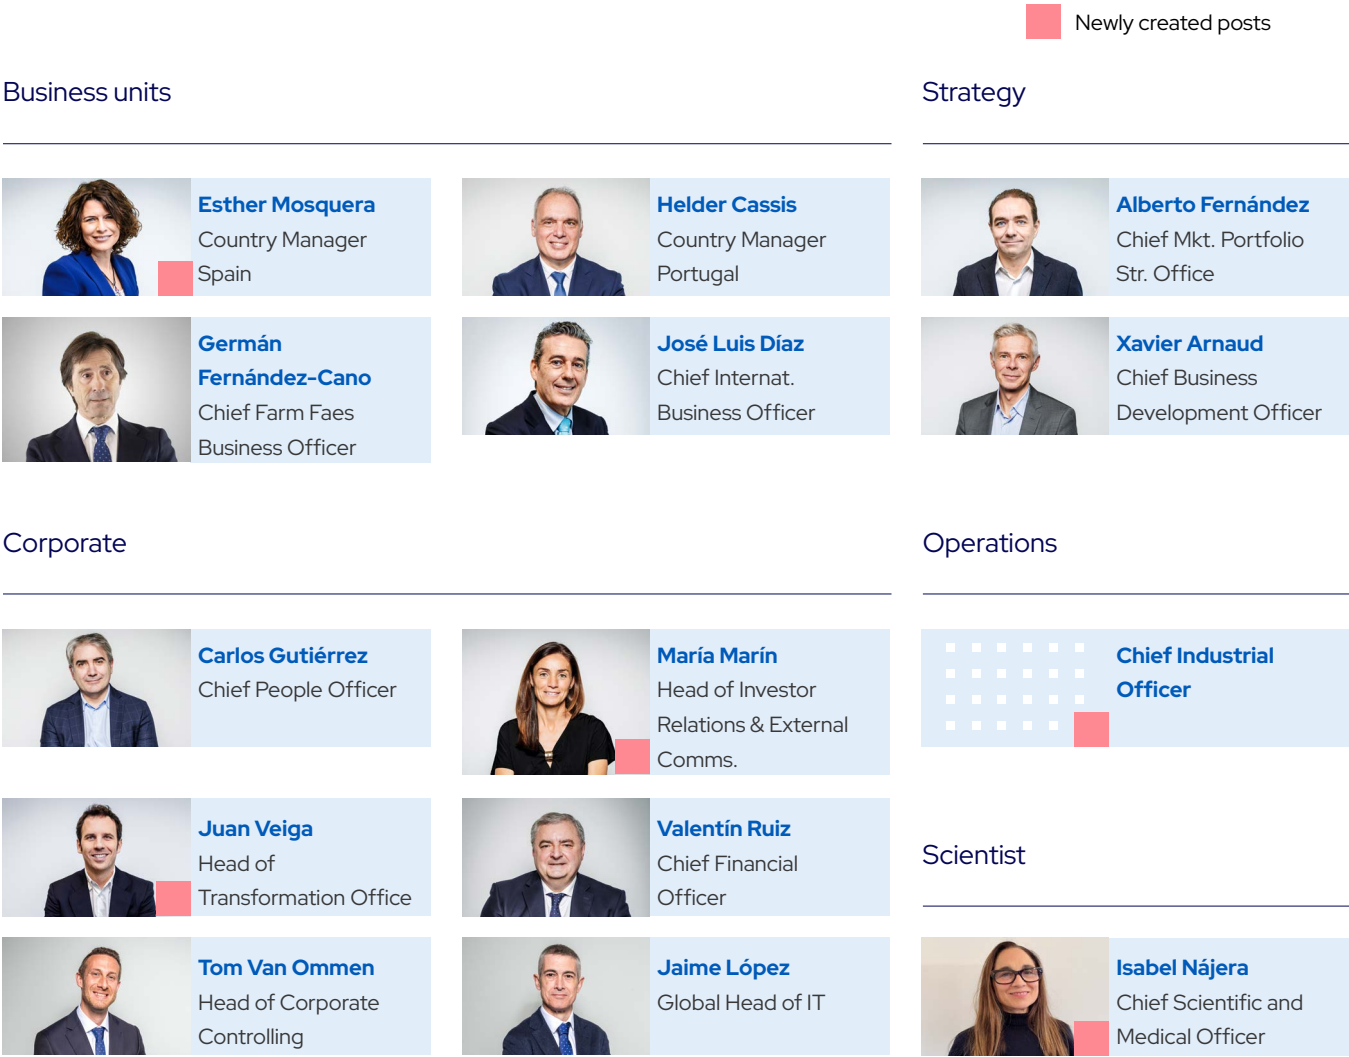 Newly created posts
Business units
Esther Mosquera
Country Manager
Spain
Helder Cassis
Country Manager
Portugal
Germán
Fernández-Cano
Chief Farm Faes
Business Officer
José Luis Díaz
Chief Internat.
Business Officer
Strategy
Alberto Fernández
Chief Mkt. Portfolio
Str. Office
Xavier Arnaud
Chief Business
Development Officer
Corporate
Carlos Gutiérrez
Chief People Officer
María Marín
Head of Investor
Relations & External
Comms.
Juan Veiga
Head of
Transformation Office
Valentín Ruiz
Chief Financial
Officer
Tom Van Ommen
Head of Corporate
Controlling
Jaime López
Global Head of IT
Operations
Chief Industrial
Officer
Scientist
Isabel Nájera
Chief Scientific and
Medical Officer